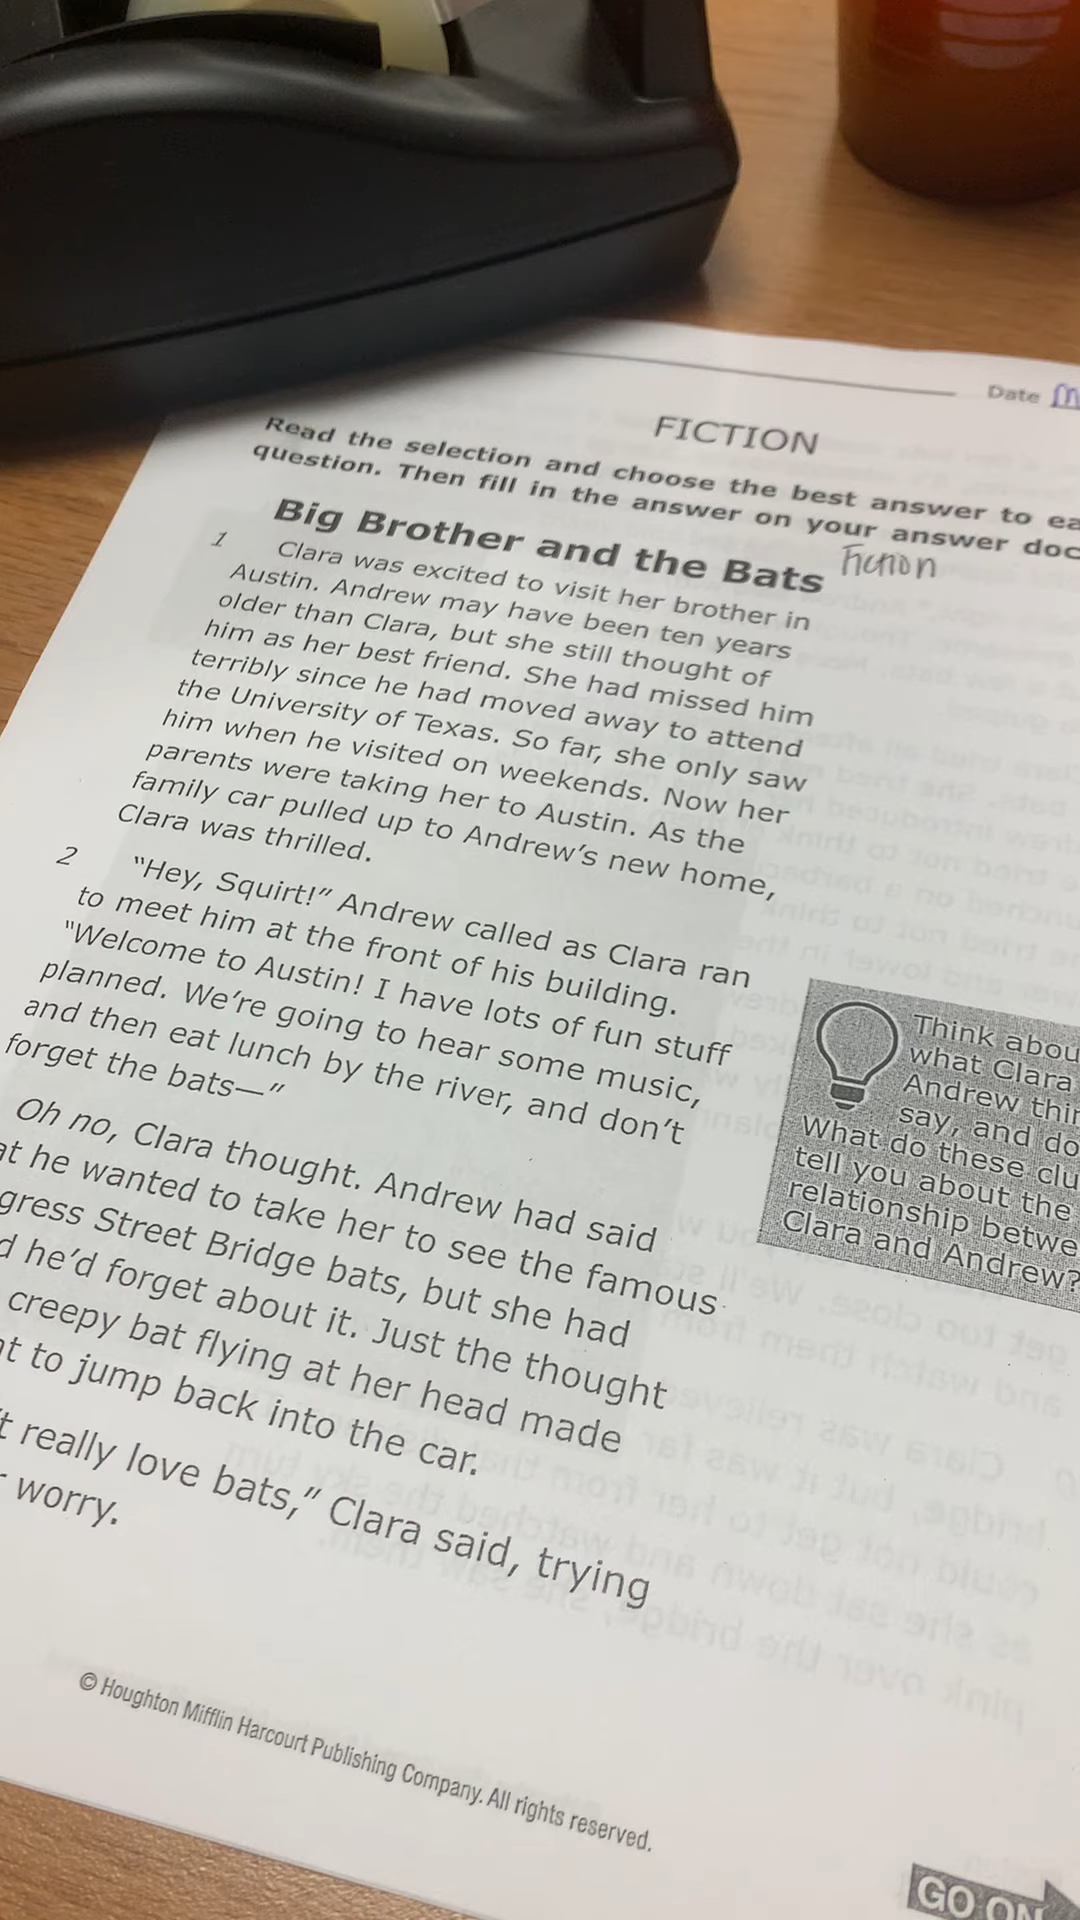 Date
FICTION
Read the selection and choose the best answer to
question. Then fill in the answer on your answer
Big Brother and the Bats
Fiction
1 Clara was excited to visit her brother in
Austin. Andrew may have been ten years
older than Clara, but she still thought of
him as her best friend. She had missed him
terribly since he had moved away to attend
the University of Texas. So far, she only saw
him when he visited on weekends. Now her
parents were taking her to Austin. As the
family car pulled up to Andrew's new home,
Clara was thrilled.
2 "Hey, Squirt!" Andrew called as Clara ran
to meet him at the front of his building.
"Welcome to Austin! I have lots of fun stuff
planned. We're going to hear some music,
and then eat lunch by the river, and don't
forget the bats—"
Oh no, Clara thought. Andrew had said
he wanted to take her to see the famous
Street Bridge bats, but she had
he'd forget about it. Just the thought
creepy bat flying at her head made
to jump back into the car.
really love bats," Clara said, trying
worry.
Think
what Clara
Andrew
say, and
What do these
tell you about the
relationship
Clara and Andrew?
© Houghton Mifflin Harcourt Publishing Company. All rights reserved.
GO ON